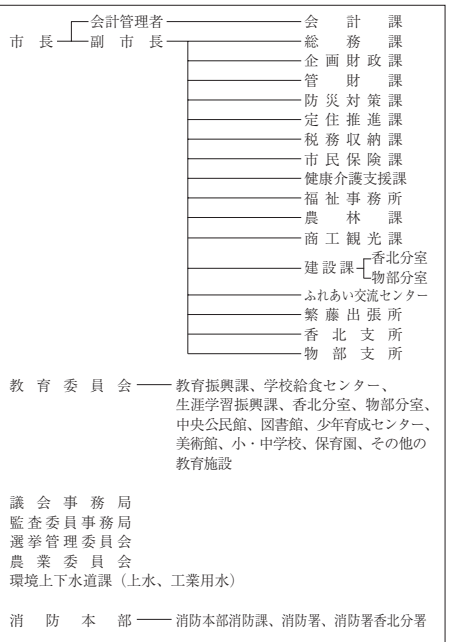 会計管理者 会計課
市長 副市長 総務課
企画財政課
管財課
防災対策課
定住推進課
税務収納課
市民保険課
健康介護支援課
福祉事務所
農林課
商工観光課
香北分室
建設課
物部分室
ふれあい交流センター
繁藤出張所
香北支所
物部支所
教育委員会 教育振興課、学校給食センター、
生涯学習振興課、香北分室、物部分室、
中央公民館、図書館、少年育成センター、
美術館、小・中学校、保育園、その他の
教育施設
議会事務局
監査委員事務局
選挙管理委員会
農業委員会
環境上下水道課（上水、工業用水）
消防本部 消防本部消防課、消防署、消防署香北分署